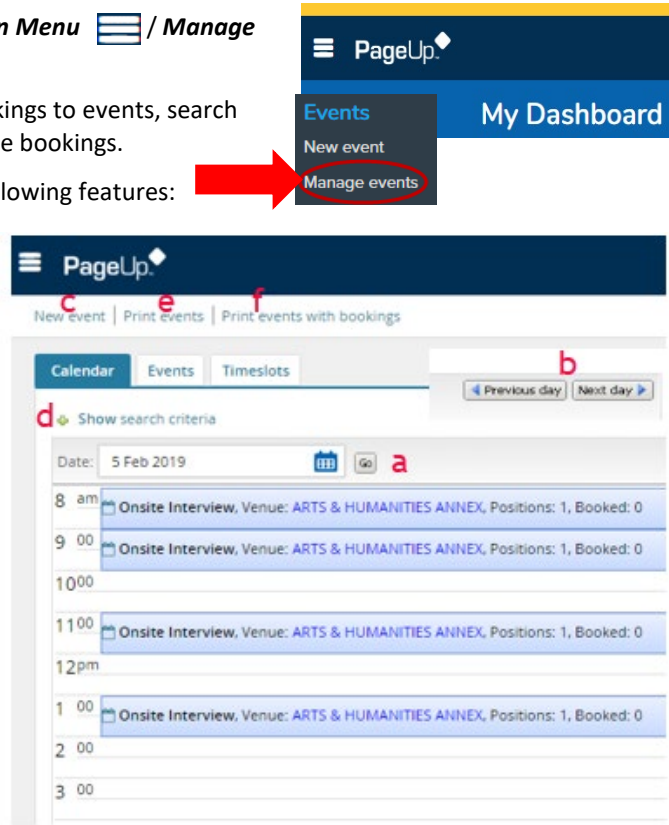 n Menu / Manage
PageUp
kings to events, search
e bookings.
llowing features:
Events
My Dashboard
New event
Manage events
PageUp
c e f
New event | Print events | Print events with bookings
b
Calendar Events Timeslots
Previous day Next day
d Show search criteria
Date: 5 Feb 2019 Go a
8 am Onsite Interview, Venue: ARTS & HUMANITIES ANNEX, Positions: 1, Booked: 0
9 00 Onsite Interview, Venue: ARTS & HUMANITIES ANNEX, Positions: 1, Booked: 0
10 00
11 00 Onsite Interview, Venue: ARTS & HUMANITIES ANNEX, Positions: 1, Booked: 0
12 pm
1 00 Onsite Interview, Venue: ARTS & HUMANITIES ANNEX, Positions: 1, Booked: 0
2 00
3 00